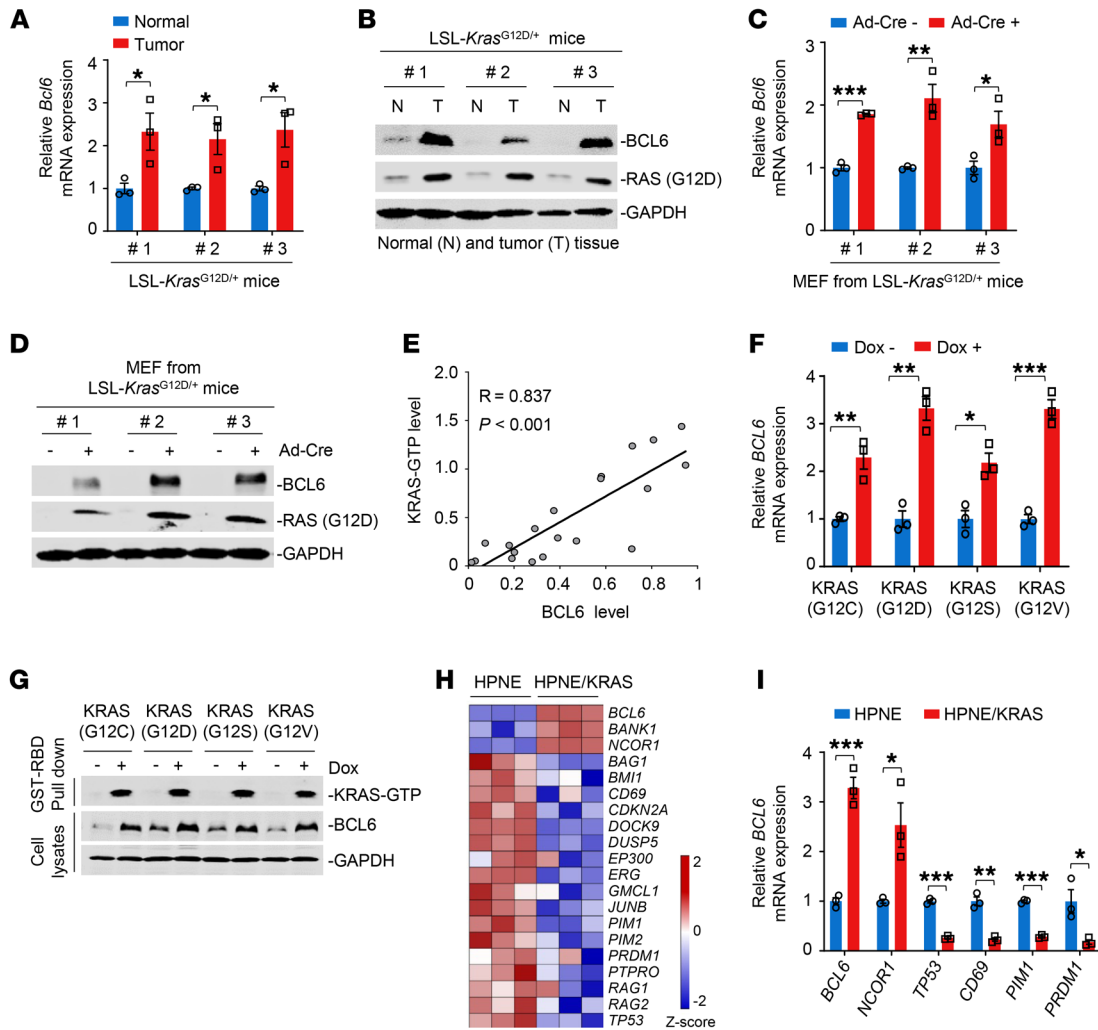 A
Normal
Tumor
Relative Bcl6
mRNA expression
4
3
2
1
0
*
*
*
# 1
# 2
# 3
LSL-KrasG12D/+ mice
B
LSL-KrasG12D/+ mice
# 1
# 2
# 3
N T N T N T
-BCL6
-RAS (G12D)
-GAPDH
Normal (N) and tumor (T) tissue
C
Ad-Cre -
Ad-Cre +
Relative Bcl6
mRNA expression
3
2
1
0
***
**
*
# 1
# 2
# 3
MEF from LSL-KrasG12D/+ mice
D
MEF from
LSL-KrasG12D/+ mice
# 1
# 2
# 3
- + - + - + Ad-Cre
-BCL6
-RAS (G12D)
-GAPDH
E
KRAS-GTP level
2.0
1.5
1.0
0.5
0
R = 0.837
P < 0.001
0 0.2 0.4 0.6 0.8 1
BCL6 level
F
Dox -
Dox +
Relative BCL6
mRNA expression
4
3
2
1
0
**
**
*
***
KRAS
(G12C)
KRAS
(G12D)
KRAS
(G12S)
KRAS
(G12V)
G
KRAS
(G12C)
KRAS
(G12D)
KRAS
(G12S)
KRAS
(G12V)
- + - + - + - + Dox
GST-RBD
Pull down
-KRAS-GTP
Cell
lysates
-BCL6
-GAPDH
H
HPNE
HPNE/KRAS
BCL6
BANK1
NCOR1
BAG1
BMI1
CD69
CDKN2A
DOCK9
DUSP5
EP300
ERG
GMCL1
JUNB
PIM1
PIM2
PRDM1
PTPRO
RAG1
RAG2
TP53
2
0
-2
Z-score
I
HPNE
HPNE/KRAS
Relative BCL6
mRNA expression
4
3
2
1
0
***
*
***
**
***
*
BCL6
NCOR1
TP53
CD69
PIM1
PRDM1